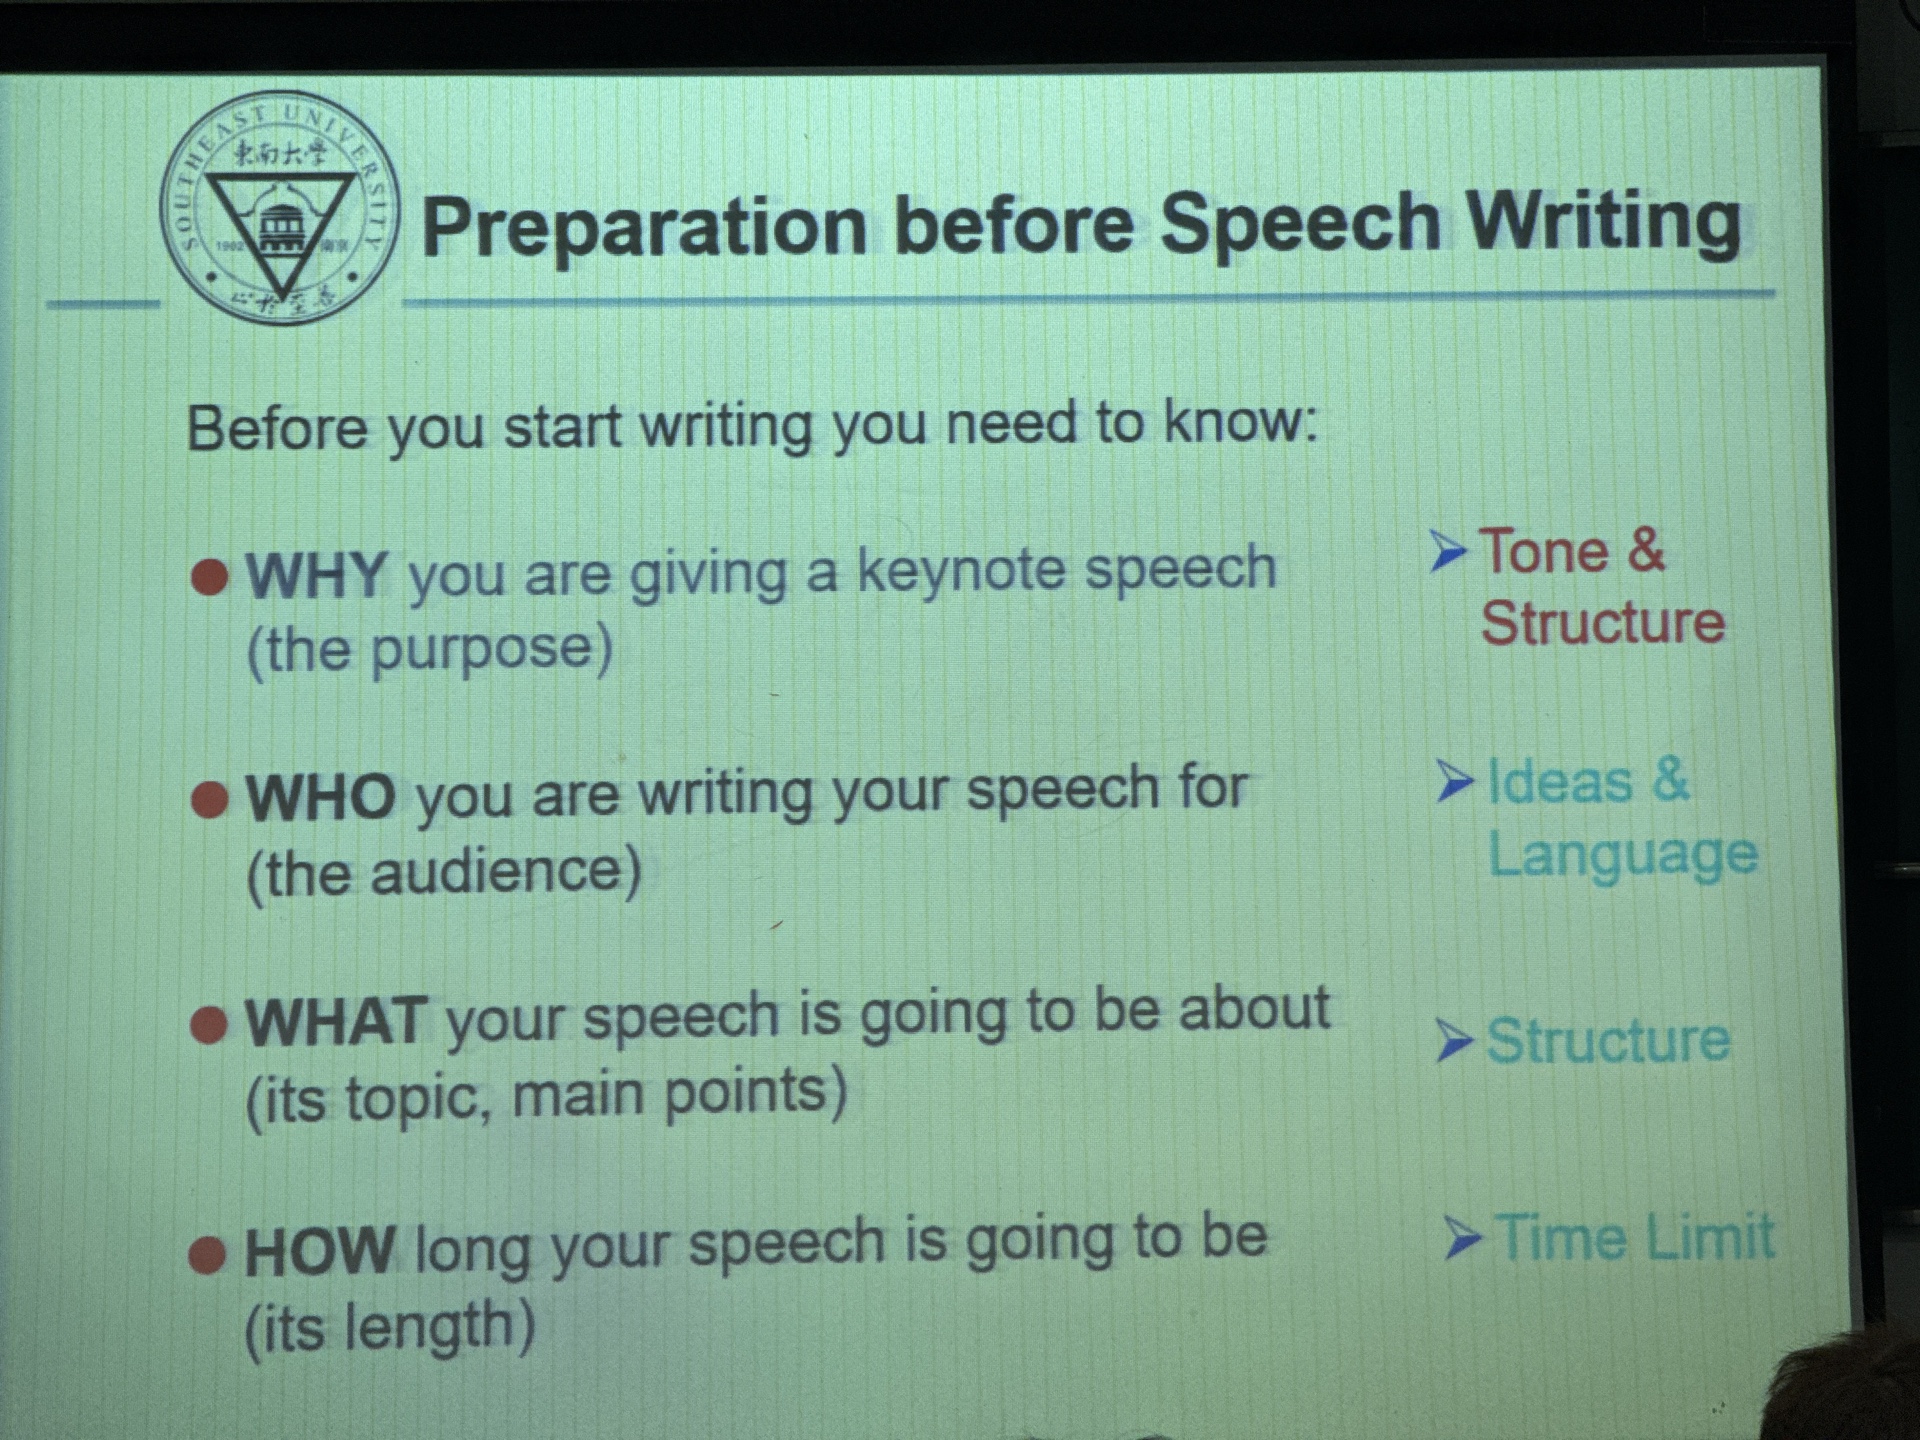 SOUTHEAST UNIVERSITY
東南大學
1902 南京
止於至善
Preparation before Speech Writing
Before you start writing you need to know:
WHY you are giving a keynote speech
(the purpose)
Tone &
Structure
WHO you are writing your speech for
(the audience)
Ideas &
Language
WHAT your speech is going to be about
(its topic, main points)
Structure
HOW long your speech is going to be
(its length)
Time Limit